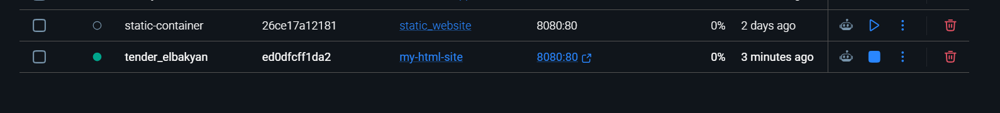 static-container 26ce17a12181 static_website 8080:80 0% 2 days ago
tender_elbakyan ed0dfcff1da2 my-html-site 8080:80 0% 3 minutes ago